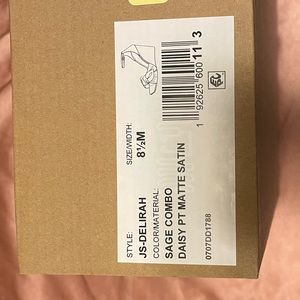 SIZE/WIDTH:
8½M
STYLE:
JS-DELIRAH
COLOR/MATERIAL:
SAGE COMBO
DAISY PT MATTE SATIN
0707DD1788
1 92625 600 11 3